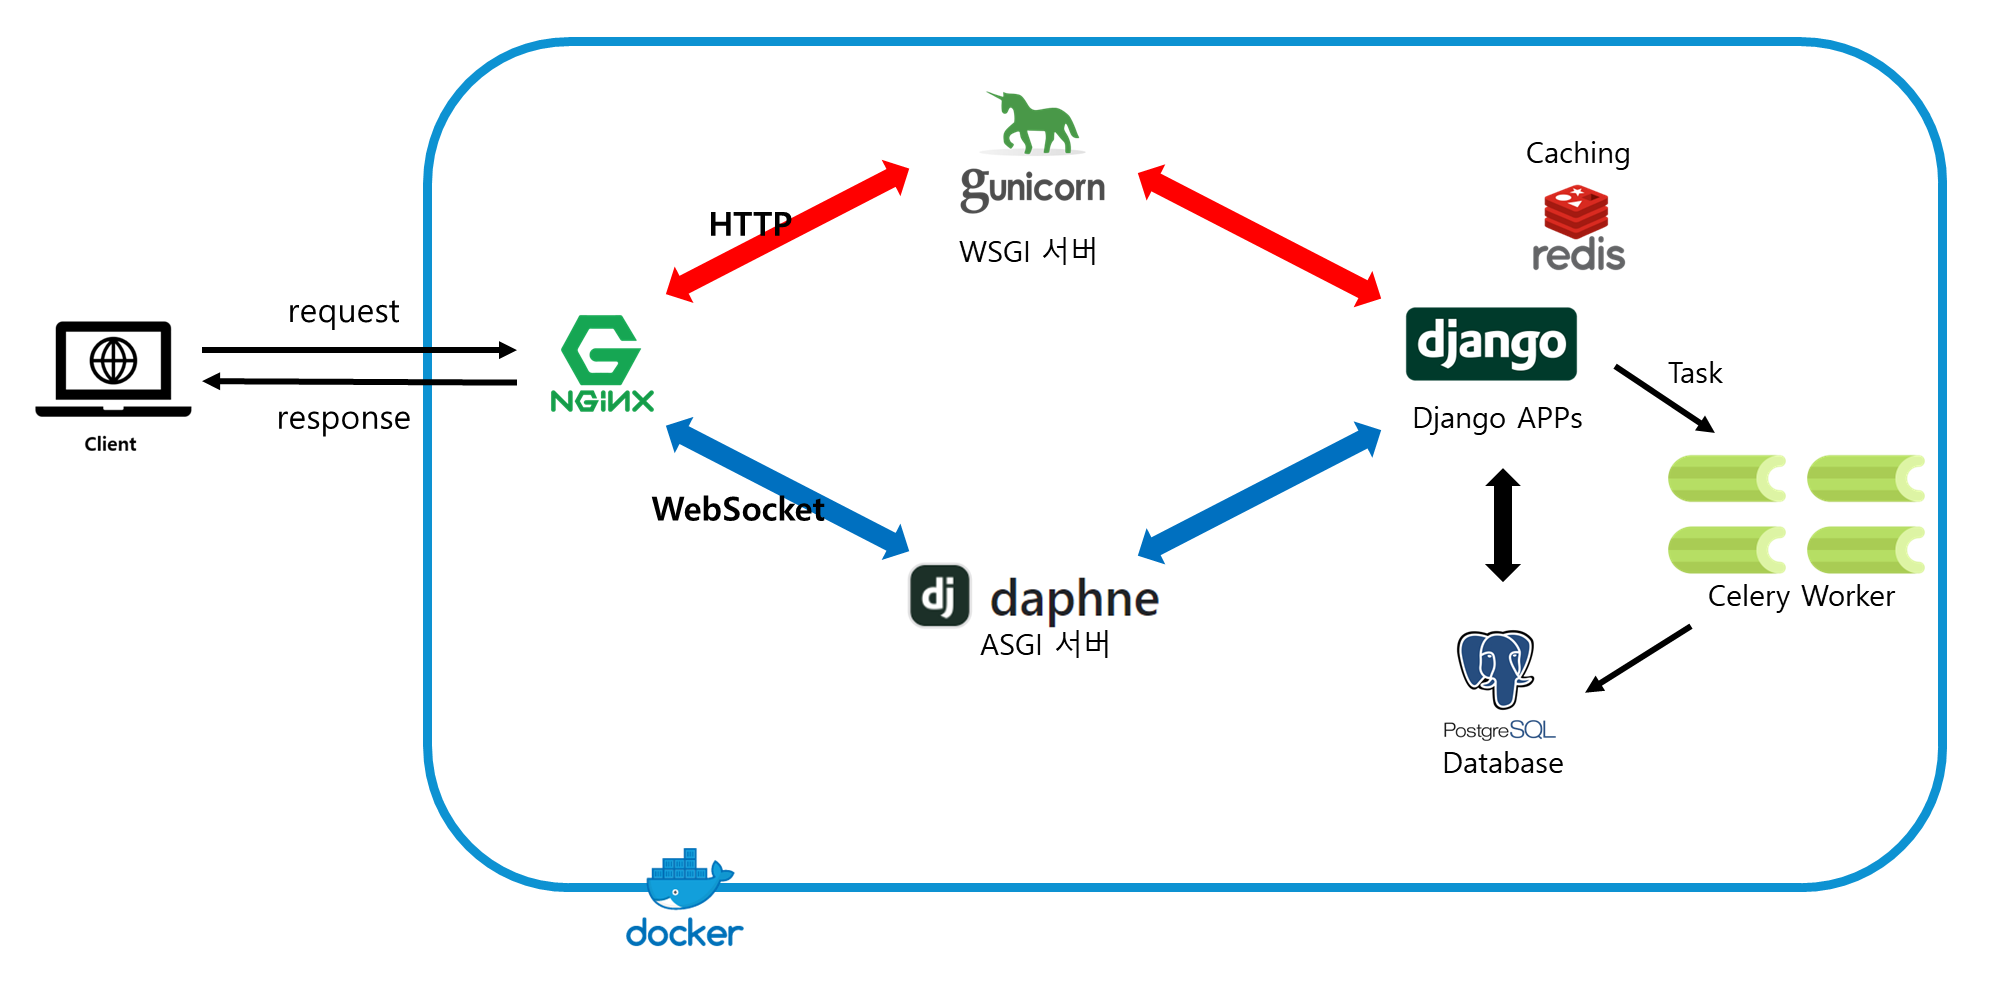 gunicorn
WSGI 서버
Caching
redis
HTTP
request
response
Client
NGiNX
django
Django APPs
Task
WebSocket
dj daphne
ASGI 서버
Celery Worker
PostgreSQL
Database
docker